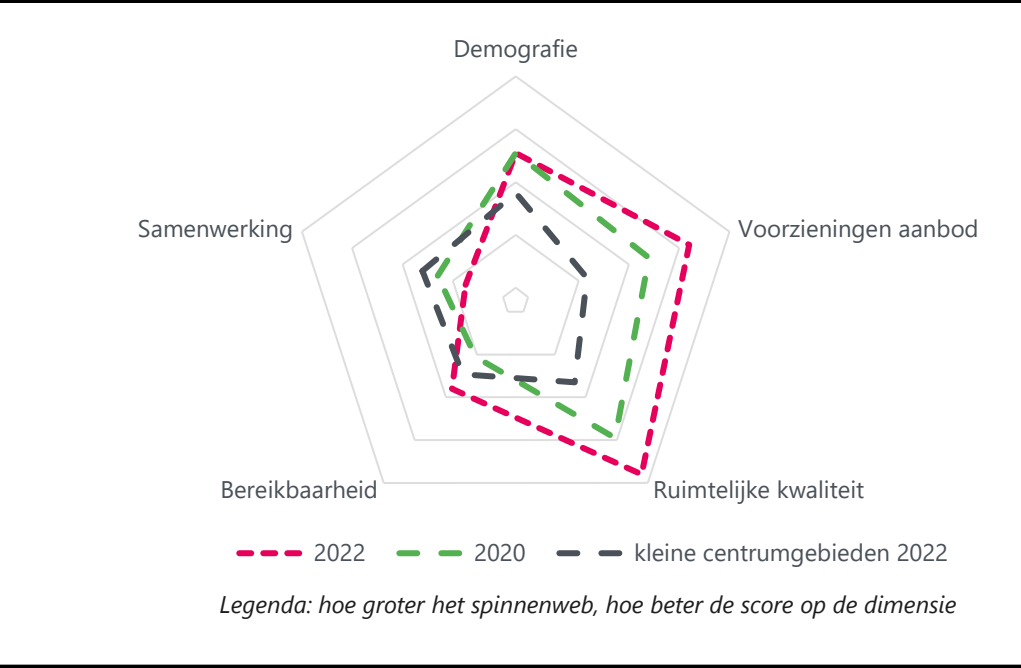 Demografie
Samenwerking
Voorzieningen aanbod
Bereikbaarheid
Ruimtelijke kwaliteit
2022 2020 kleine centrumgebieden 2022
Legenda: hoe groter het spinnenweb, hoe beter de score op de dimensie